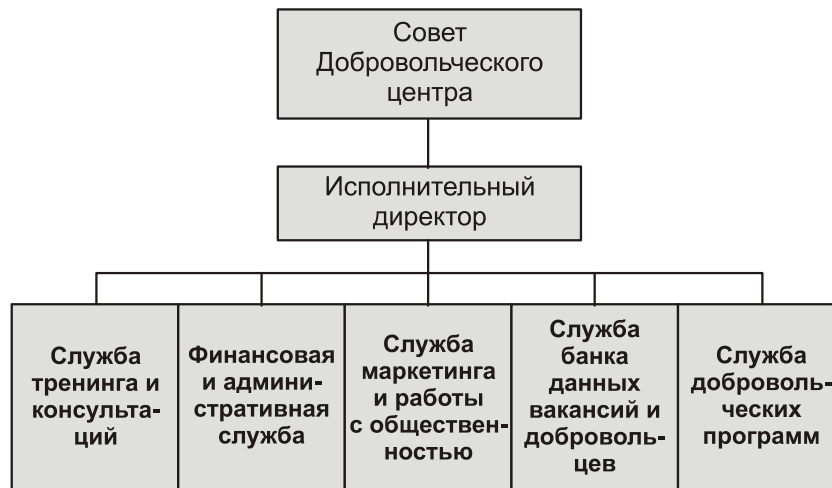 Совет
Добровольческого
центра
Исполнительный
директор
Служба
тренинга и
консульта-
ций
Финансовая
и админи-
стративная
служба
Служба
маркетинга
и работы
с обществен-
ностью
Служба
банка
данных
вакансий и
доброволь-
цев
Служба
доброволь-
ческих
программ